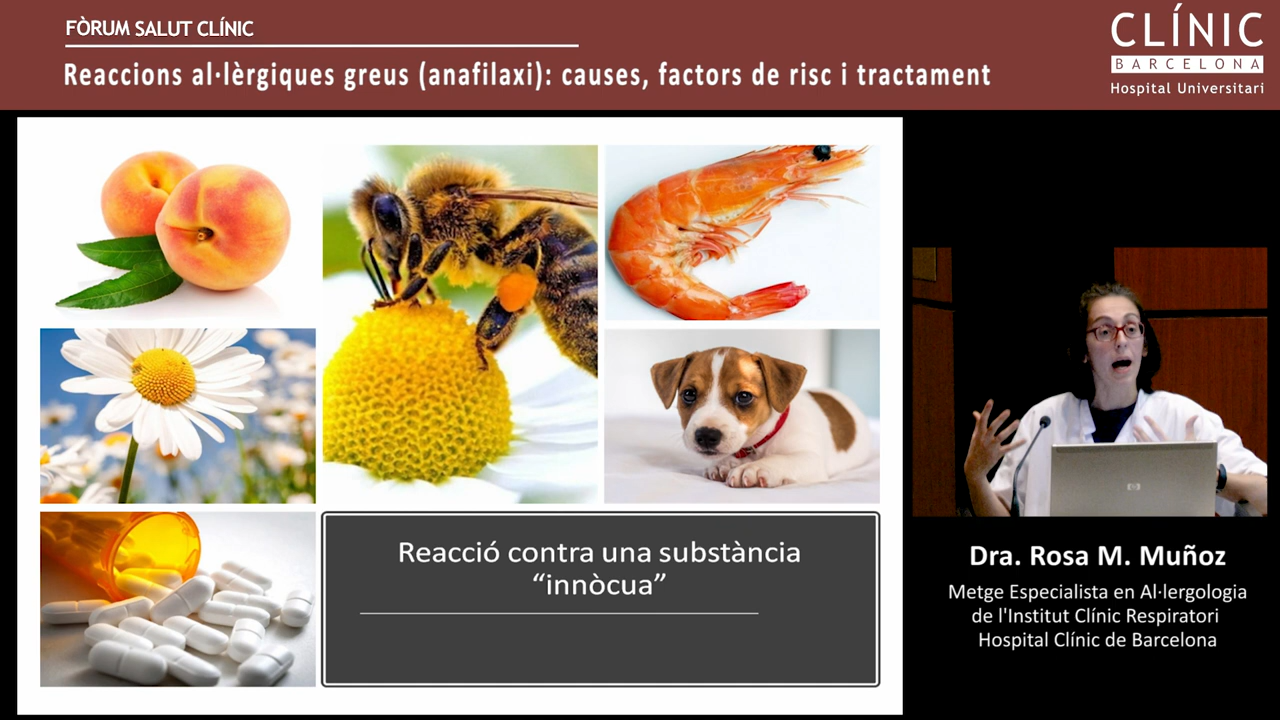 FÒRUM SALUT CLÍNIC
Reaccions al·lèrgiques greus (anafilaxi): causes, factors de risc i tractament
CLÍNIC
BARCELONA
Hospital Universitari
Reacció contra una substància
“innòcua”
hp
Dra. Rosa M. Muñoz
Metge Especialista en Al·lergologia
de l'Institut Clínic Respiratori
Hospital Clínic de Barcelona